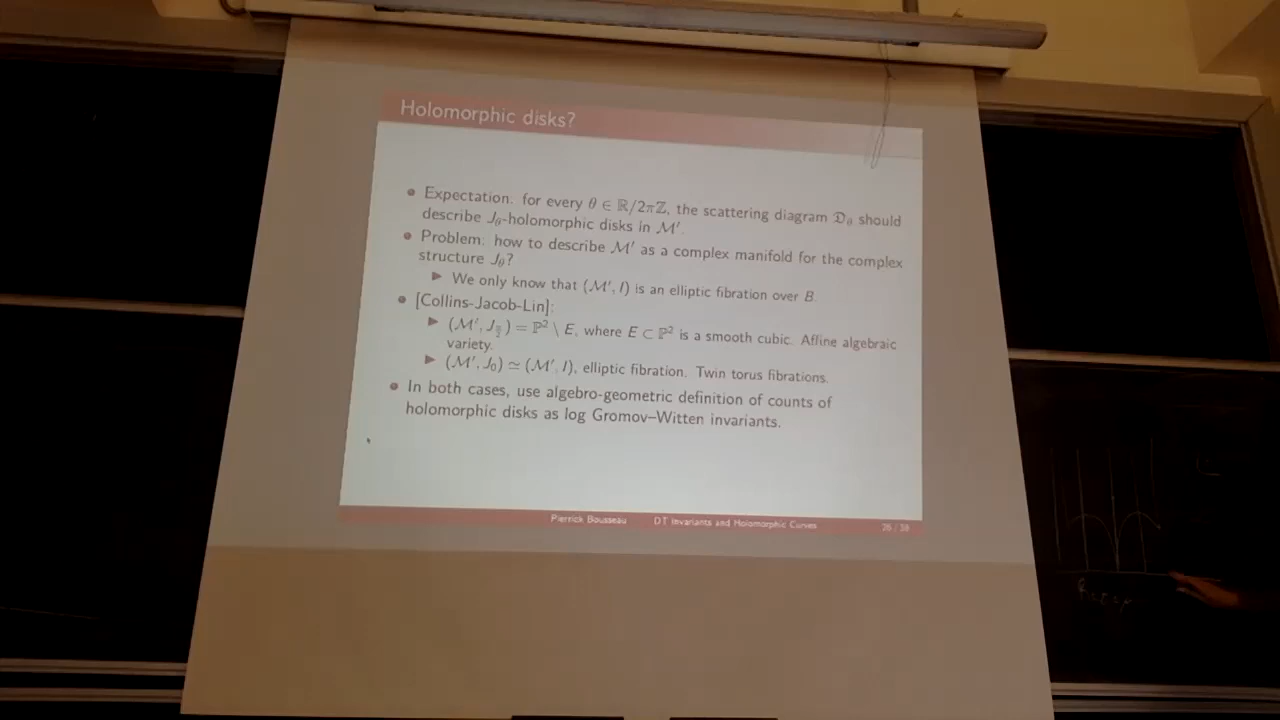 Holomorphic disks?
Expectation: for every θ ∈ ℝ/2πℤ, the scattering diagram 𝔇_θ should
describe J_θ-holomorphic disks in ℳ′.
Problem: how to describe ℳ′ as a complex manifold for the complex
structure J_θ?
We only know that (ℳ′, I) is an elliptic fibration over B
[Collins-Jacob-Lin]:
(ℳ′, J_{π/2}) = ℙ² \ E, where E ⊂ ℙ² is a smooth cubic. Affine algebraic
variety.
(ℳ′, J₀) ≃ (ℳ′, I), elliptic fibration. Twin torus fibrations.
In both cases, use algebro-geometric definition of counts of
holomorphic disks as log Gromov–Witten invariants.
Pierrick Bousseau DT Invariants and Holomorphic Curves